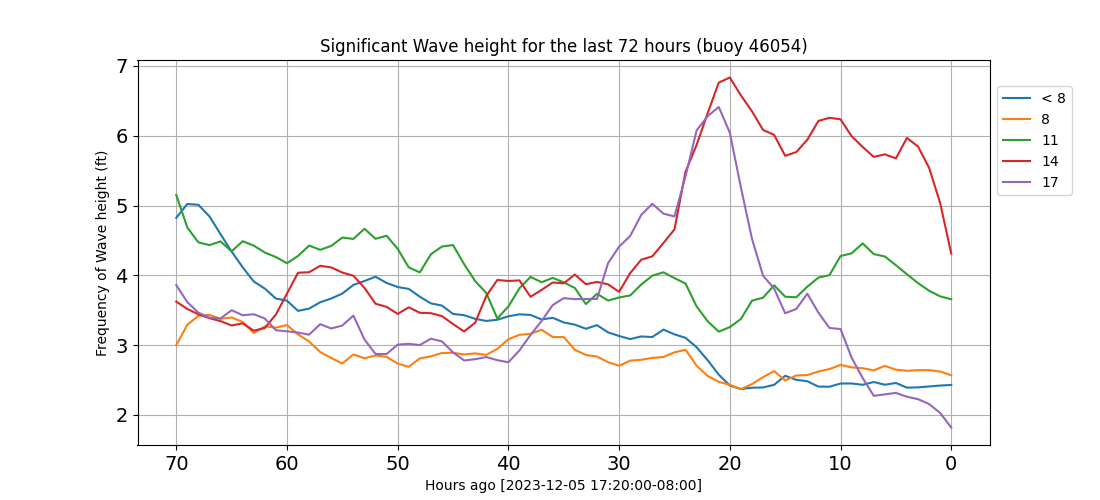 Significant Wave height for the last 72 hours (buoy 46054)
Frequency of Wave height (ft)
7
6
5
4
3
2
70 60 50 40 30 20 10 0
Hours ago [2023-12-05 17:20:00-08:00]
< 8
8
11
14
17